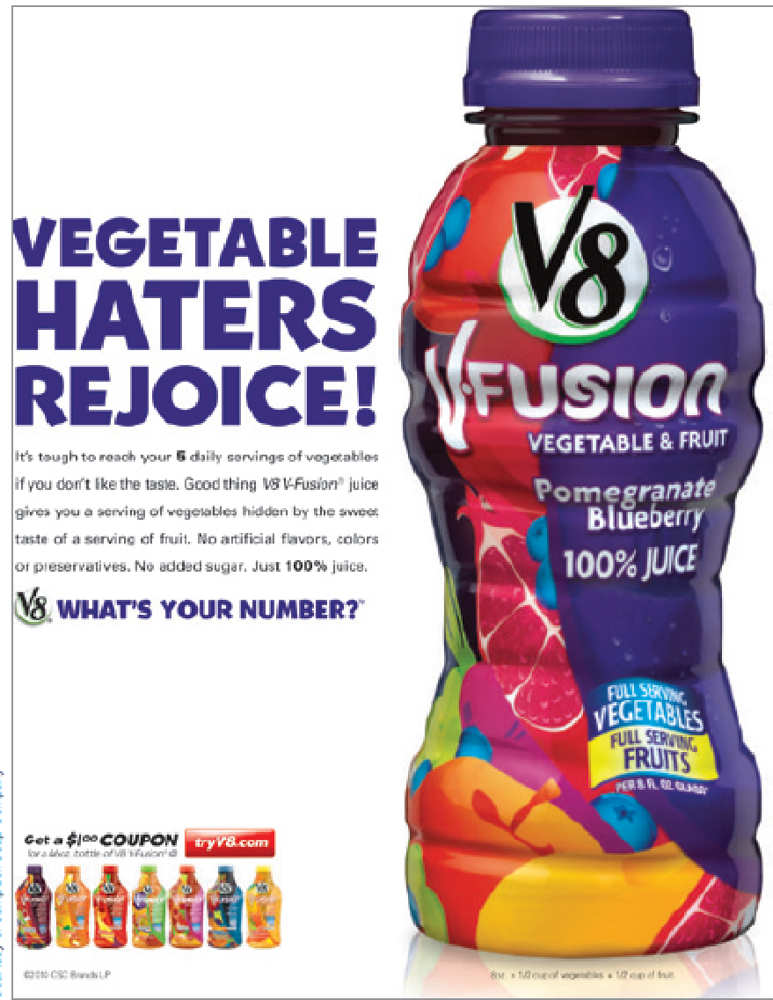 VEGETABLE
HATERS
REJOICE!
It's tough to reach your 5 daily servings of vegetables
if you don't like the taste. Good thing V8 V-Fusion® juice
gives you a serving of vegetables hidden by the sweet
taste of a serving of fruit. No artificial flavors, colors
or preservatives. No added sugar. Just 100% juice.
V8 WHAT'S YOUR NUMBER?™
Get a $1⁰⁰ COUPON tryV8.com
for a 46oz. bottle of V8 V-Fusion®
©2010 CSC Brands LP
V8
V-FUSION
VEGETABLE & FRUIT
Pomegranate
Blueberry
100% JUICE
FULL SERVING
VEGETABLES
FULL SERVING
FRUITS
PER 8 FL. OZ.
8oz. = 1/2 cup of vegetables + 1/2 cup of fruit.